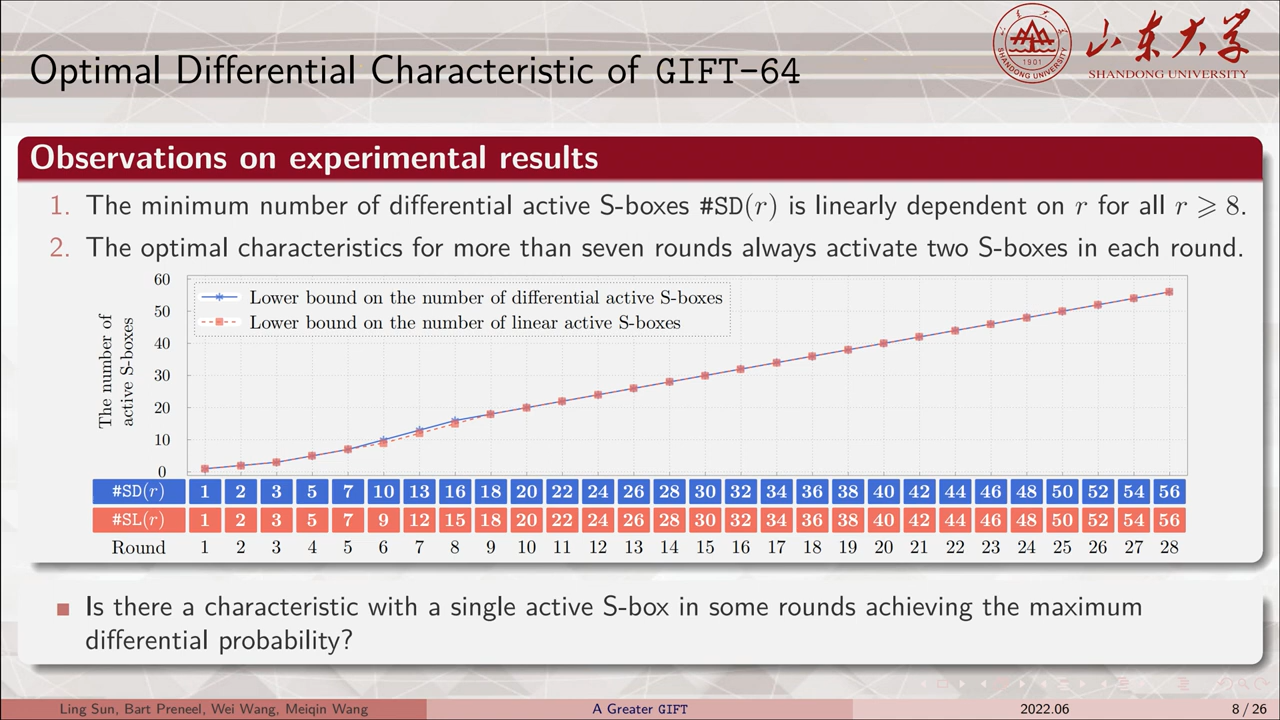 Optimal Differential Characteristic of GIFT-64
1901
SHANDONG UNIVERSITY
山东大学
SHANDONG UNIVERSITY
Observations on experimental results
1. The minimum number of differential active S-boxes #SD(r) is linearly dependent on r for all r ⩾ 8.
2. The optimal characteristics for more than seven rounds always activate two S-boxes in each round.
The number of
active S-boxes
60
50
40
30
20
10
0
Lower bound on the number of differential active S-boxes
Lower bound on the number of linear active S-boxes
#SD(r) 1 2 3 5 7 10 13 16 18 20 22 24 26 28 30 32 34 36 38 40 42 44 46 48 50 52 54 56
#SL(r) 1 2 3 5 7 9 12 15 18 20 22 24 26 28 30 32 34 36 38 40 42 44 46 48 50 52 54 56
Round 1 2 3 4 5 6 7 8 9 10 11 12 13 14 15 16 17 18 19 20 21 22 23 24 25 26 27 28
Is there a characteristic with a single active S-box in some rounds achieving the maximum
differential probability?
Ling Sun, Bart Preneel, Wei Wang, Meiqin Wang
A Greater GIFT
2022.06
8 / 26